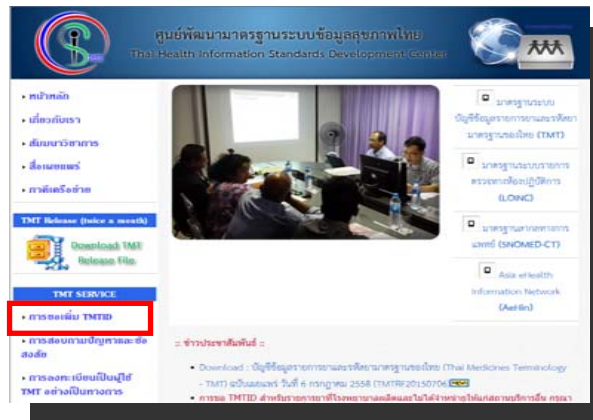 ศูนย์พัฒนามาตรฐานระบบข้อมูลสุขภาพไทย
Thai Health Information Standards Development Center
หน้าหลัก
เกี่ยวกับเรา
สัมมนาวิชาการ
สื่อเผยแพร่
ภาคีเครือข่าย
TMT Release (twice a month)
Download TMT
Release File
TMT SERVICE
การขอเพิ่ม TMTID
การสอบถามปัญหาและข้อ
สงสัย
การลงทะเบียนเป็นผู้ใช้
TMT อย่างเป็นทางการ
มาตรฐานระบบ
บัญชีข้อมูลรายการยาและรหัสยา
มาตรฐานของไทย (TMT)
มาตรฐานระบบรายการ
ตรวจทางห้องปฏิบัติการ
(LOINC)
มาตรฐานศัพท์ทางการ
แพทย์ (SNOMED-CT)
Asia eHealth
Information Network
(AeHin)
:: ข่าวประชาสัมพันธ์ ::
Download : บัญชีข้อมูลรายการยาและรหัสยามาตรฐานของไทย (Thai Medicines Terminology
- TMT) ฉบับเผยแพร่ วันที่ 6 กรกฎาคม 2558 (TMTRF20150706)
การขอ TMTID สำหรับรายการยาที่โรงพยาบาลผลิตและไม่ได้จำหน่ายให้แก่สถานบริการอื่น กรุณา